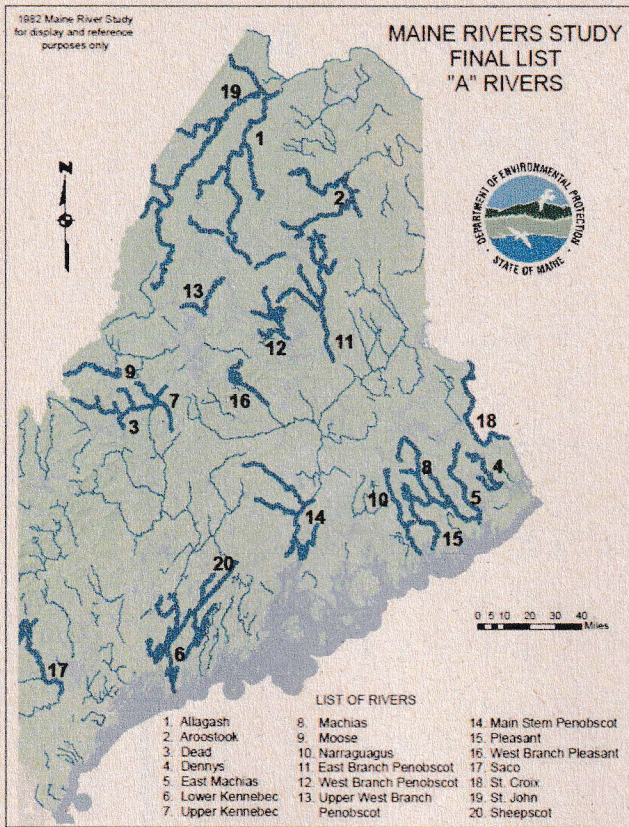 1982 Maine River Study
for display and reference
purposes only
MAINE RIVERS STUDY
FINAL LIST
"A" RIVERS
N
DEPARTMENT OF ENVIRONMENTAL PROTECTION
STATE OF MAINE
19
1
2
13
12
11
9
7
3
16
18
8
4
10
5
14
15
20
6
17
0 5 10 20 30 40
Miles
LIST OF RIVERS
1. Allagash
2. Aroostook
3. Dead
4. Dennys
5. East Machias
6. Lower Kennebec
7. Upper Kennebec
8. Machias
9. Moose
10. Narraguagus
11. East Branch Penobscot
12. West Branch Penobscot
13. Upper West Branch
Penobscot
14. Main Stem Penobscot
15. Pleasant
16. West Branch Pleasant
17. Saco
18. St. Croix
19. St. John
20. Sheepscot